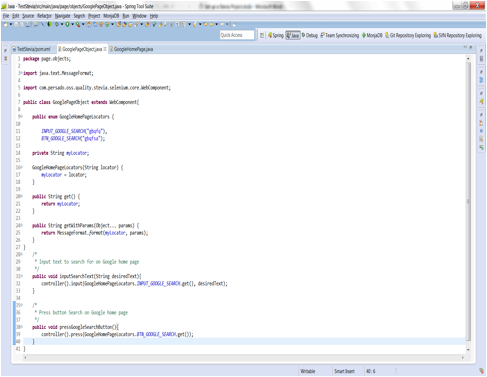 Java - TestStevia/src/main/java/page/objects/GooglePageObject.java - Spring Tool Suite
File Edit Source Refactor Navigate Search Project MongoDB Run Window Help
Quick Access Spring Java Debug Team Synchronizing MongoDB Git Repository Exploring SVN Repository Exploring
TestStevia/pom.xml GooglePageObject.java GoogleHomePage.java
1 package page.objects;
2
3 import java.text.MessageFormat;
4
5 import com.persado.oss.quality.stevia.selenium.core.WebComponent;
6
7 public class GooglePageObject extends WebComponent{
8
9 public enum GoogleHomePageLocators {
10
11 INPUT_GOOGLE_SEARCH("gbqfq"),
12 BTN_GOOGLE_SEARCH("gbqfsa");
13
14 private String myLocator;
15
16 GoogleHomePageLocators(String locator) {
17 myLocator = locator;
18 }
19
20 public String get() {
21 return myLocator;
22 }
23
24 public String getWithParams(Object... params) {
25 return MessageFormat.format(myLocator, params);
26 }
27 }
28 /*
29 * Input text to search for on Google home page
30 */
31 public void inputSearchText(String desiredText){
32 controller().input(GoogleHomePageLocators.INPUT_GOOGLE_SEARCH.get(), desiredText);
33 }
34
35 /*
36 * Press button Search on Google home page
37 */
38 public void pressGoogleSearchButton(){
39 controller().press(GoogleHomePageLocators.BTN_GOOGLE_SEARCH.get());
40 }
41 }
Writable Smart Insert 40 : 6